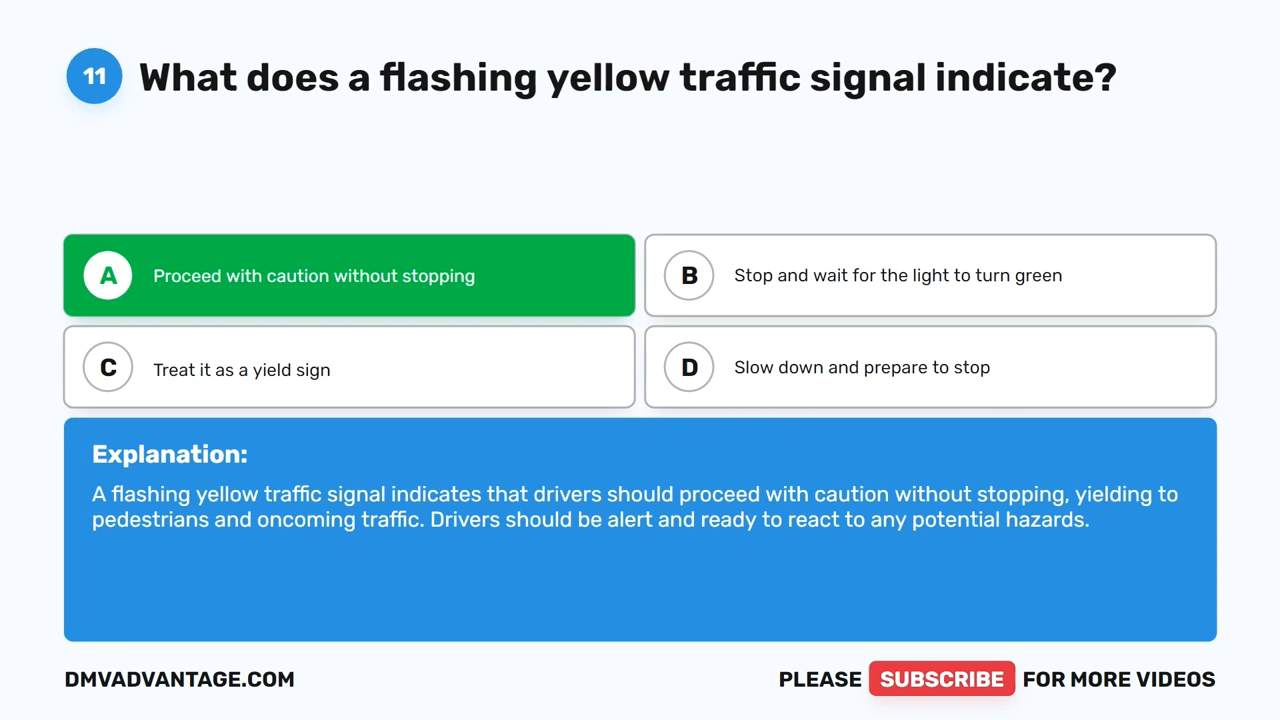 11 What does a flashing yellow traffic signal indicate?
A Proceed with caution without stopping
B Stop and wait for the light to turn green
C Treat it as a yield sign
D Slow down and prepare to stop
Explanation:
A flashing yellow traffic signal indicates that drivers should proceed with caution without stopping, yielding to
pedestrians and oncoming traffic. Drivers should be alert and ready to react to any potential hazards.
DMVADVANTAGE.COM
PLEASE SUBSCRIBE FOR MORE VIDEOS